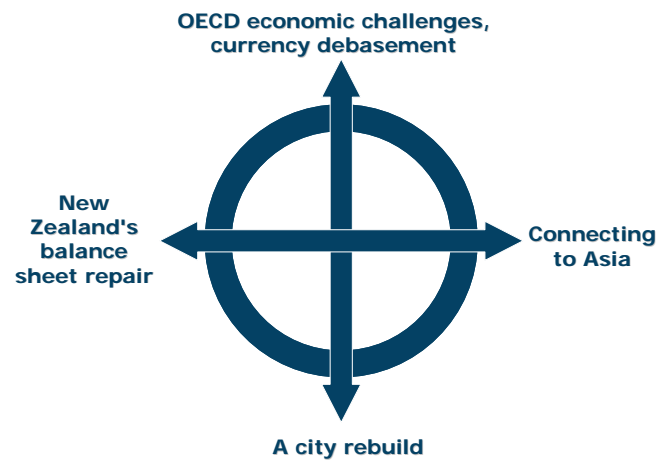 OECD economic challenges,
currency debasement
New
Zealand's
balance
sheet repair
Connecting
to Asia
A city rebuild